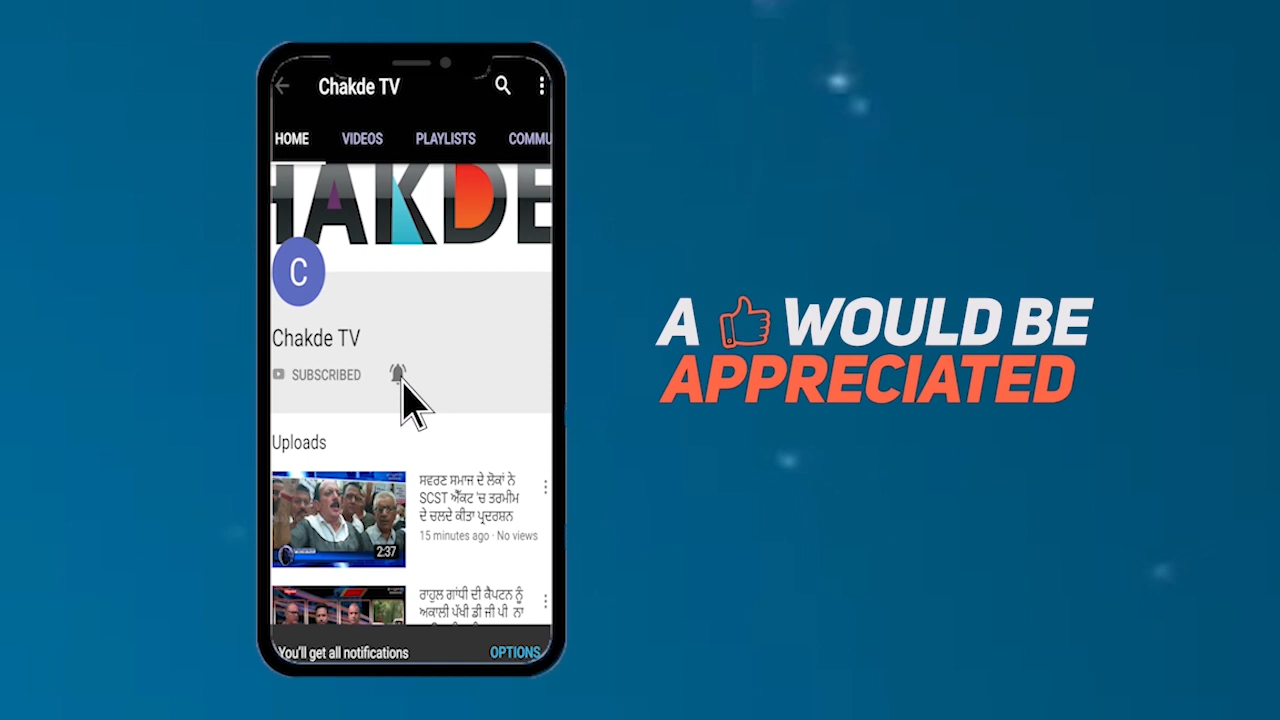 Chakde TV
HOME VIDEOS PLAYLISTS COMMU
HAKDE
C
Chakde TV
SUBSCRIBED
Uploads
ਸਵਰਣ ਸਮਾਜ ਦੇ ਲੋਕਾਂ ਨੇ
SCST ਐੱਕਟ 'ਚ ਤਰਮੀਮ
ਦੇ ਚਲਦੇ ਕੀਤਾ ਪ੍ਰਦਰਸ਼ਨ
15 minutes ago · No views
2:37
ਰਾਹੁਲ ਗਾਂਧੀ ਦੀ ਕੈਪਟਨ ਨੂੰ
ਅਕਾਲੀ ਪੱਖੀ ਡੀ ਜੀ ਪੀ ਨਾ
You'll get all notifications OPTIONS
A WOULD BE
APPRECIATED